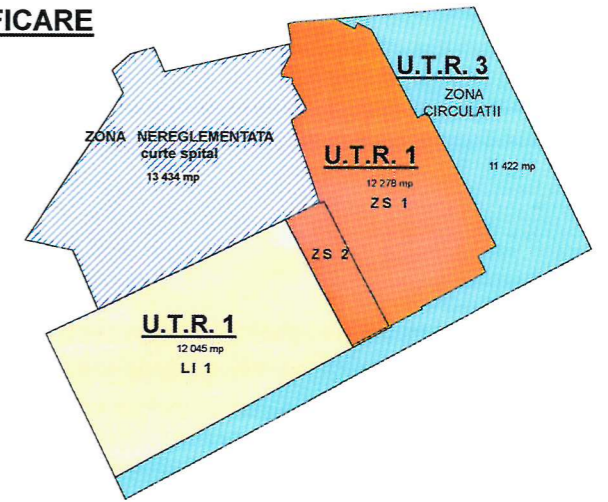 FICARE
U.T.R. 3
ZONA
CIRCULATII
11 422 mp
ZONA NEREGLEMENTATA
curte spital
13 434 mp
U.T.R. 1
12 278 mp
ZS 1
ZS 2
U.T.R. 1
12 045 mp
LI 1